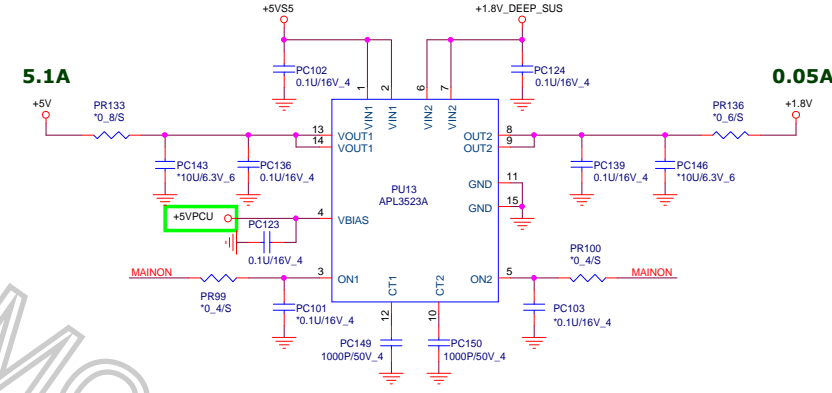 +5VS5
+1.8V_DEEP_SUS
5.1A
0.05A
PC102
0.1U/16V_4
PC124
0.1U/16V_4
+5V
PR133
*0_8/S
1
2
6
7
VIN1
VIN1
VIN2
VIN2
PR136
*0_6/S
+1.8V
13
14
VOUT1
VOUT1
OUT2
OUT2
8
9
PC143
*10U/6.3V_6
PC136
0.1U/16V_4
PU13
APL3523A
GND
11
GND
15
PC139
0.1U/16V_4
PC146
*10U/6.3V_6
+5VPCU
PC123
0.1U/16V_4
4
VBIAS
MAINON
PR99
*0_4/S
3
ON1
ON2
5
PR100
*0_4/S
MAINON
PC101
*0.1U/16V_4
CT1
CT2
12
10
PC103
*0.1U/16V_4
PC149
1000P/50V_4
PC150
1000P/50V_4